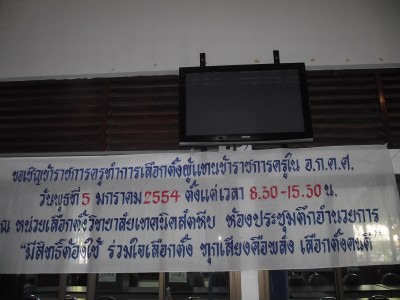 ขอเชิญข้าราชการครูทำการเลือกตั้งผู้แทนข้าราชการครูใน อ.ก.ค.ศ.
วันพุธที่ 5 มกราคม 2554 ตั้งแต่เวลา 8.30-15.30 น.
ณ หน่วยเลือกตั้งวิทยาลัยเทคนิคสัตหีบ ห้องประชุมตึกอำนวยการ
"มีสิทธิ์ต้องใช้ ร่วมใจเลือกตั้ง ทุกเสียงคือพลัง เลือกตั้งคนดี"